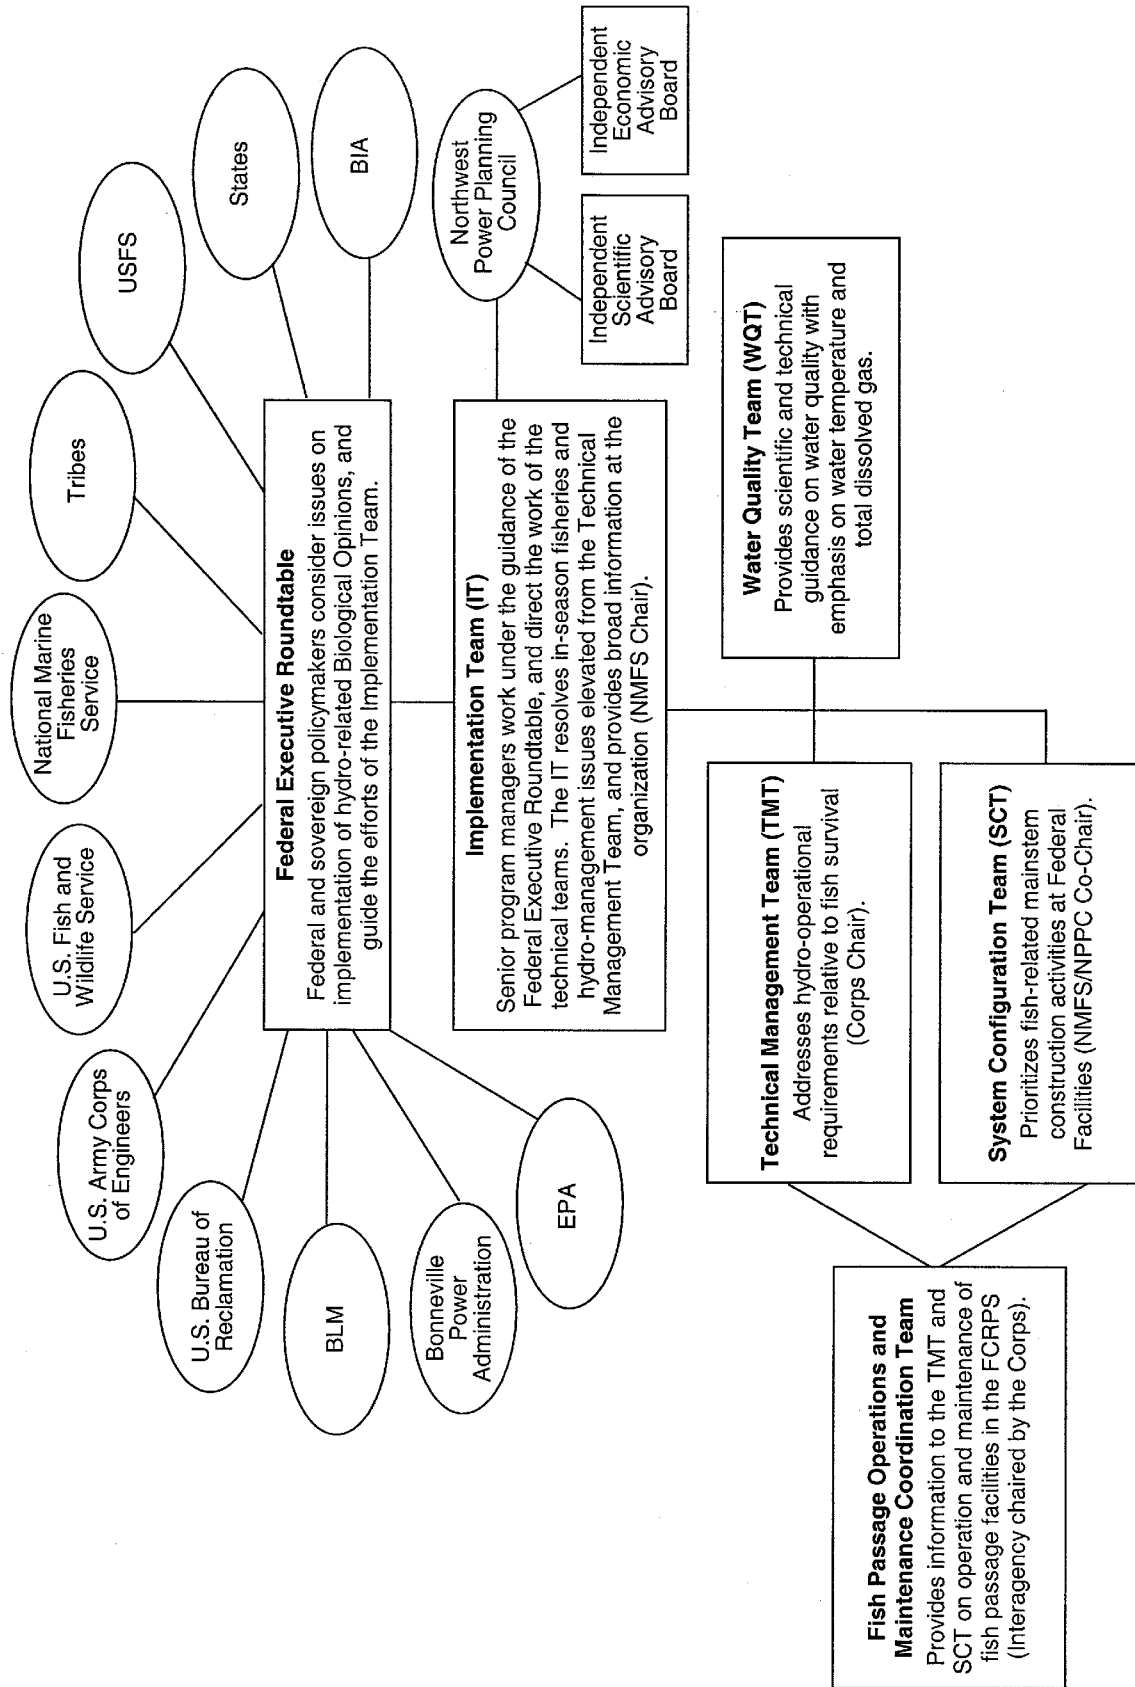 National Marine
Fisheries
Service
U.S. Fish and
Wildlife Service
Tribes
U.S. Army Corps
of Engineers
USFS
U.S. Bureau of
Reclamation
States
BLM
BIA
Bonneville
Power
Administration
EPA
Federal Executive Roundtable
Federal and sovereign policymakers consider issues on
implementation of hydro-related Biological Opinions, and
guide the efforts of the Implementation Team.
Northwest
Power Planning
Council
Implementation Team (IT)
Senior program managers work under the guidance of the
Federal Executive Roundtable, and direct the work of the
technical teams.  The IT resolves in-season fisheries and
hydro-management issues elevated from the Technical
Management Team, and provides broad information at the
organization (NMFS Chair).
Independent
Scientific
Advisory
Board
Independent
Economic
Advisory
Board
Technical Management Team (TMT)
Addresses hydro-operational
requirements relative to fish survival
(Corps Chair).
Water Quality Team (WQT)
Provides scientific and technical
guidance on water quality with
emphasis on water temperature and
total dissolved gas.
Fish Passage Operations and
Maintenance Coordination Team
Provides information to the TMT and
SCT on operation and maintenance of
fish passage facilities in the FCRPS
(Interagency chaired by the Corps).
System Configuration Team (SCT)
Prioritizes fish-related mainstem
construction activities at Federal
Facilities (NMFS/NPPC Co-Chair).